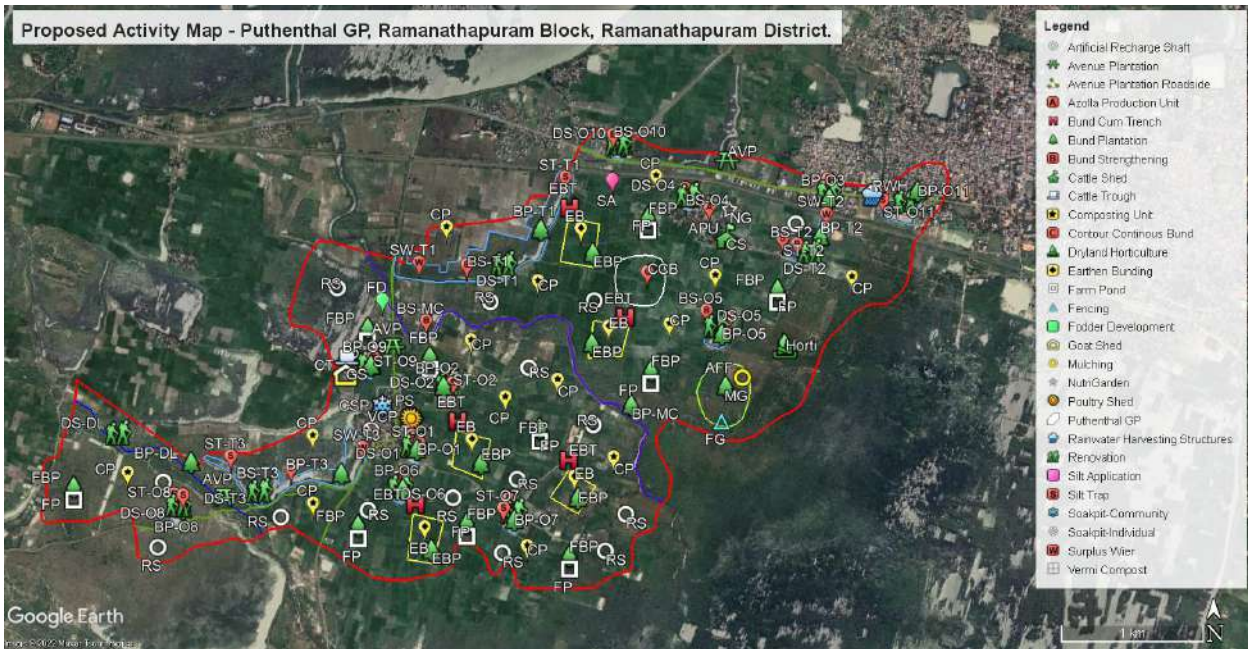 Proposed Activity Map - Puthenthal GP, Ramanathapuram Block, Ramanathapuram District.
Legend
Artificial Recharge Shaft
Avenue Plantation
Avenue Plantation Roadside
Azolla Production Unit
Bund Cum Trench
Bund Plantation
Bund Strengthening
Cattle Shed
Cattle Trough
Composting Unit
Contour Continous Bund
Dryland Horticulture
Earthen Bunding
Farm Pond
Fencing
Fodder Development
Goat Shed
Mulching
NutriGarden
Poultry Shed
Puthenthal GP
Rainwater Harvesting Structures
Renovation
Silt Application
Silt Trap
Soakpit-Community
Soakpit-Individual
Surplus Wier
Vermi Compost
DS-O10 BS-O10
AVP
ST-T1 CP
EBT SA DS-O4 BP-O3 RWH BP-O11
BP-T1 EB FBP BS-O4 NG SW-T2 ST-O11
CP FP APU CS BS-T2 BP-T2
SW-T1 BS-T1 EBP ST-T2
DS-T1 CCB DS-T2
RS FD RS CP CP FBP CP
BS-MC RS EBT BS-O5 FP
FBP AVP FBP EB CP DS-O5
BP-O9 CP EBP BP-O5 Horti
CT GS ST-O9 BP-O2 RS FBP AFF
DS-O2 ST-O2 CP FP MG
CSP PS EBT CP BP-MC
VCP EB RS FG
DS-DL CP SW-T3 ST-O1 FBP
BP-DL ST-T3 DS-O1 BP-O1 FP EBT
FBP CP AVP BS-T3 BP-T3 BP-O6 EBP RS EB CP
ST-O8 DS-T3 CP EBT DS-O6 ST-O7 EBP
FP DS-O8 BP-O8 RS FBP RS RS FBP BP-O7 RS
FP EB FP
RS EBP RS CP FBP RS
FP
Google Earth
1 km
N